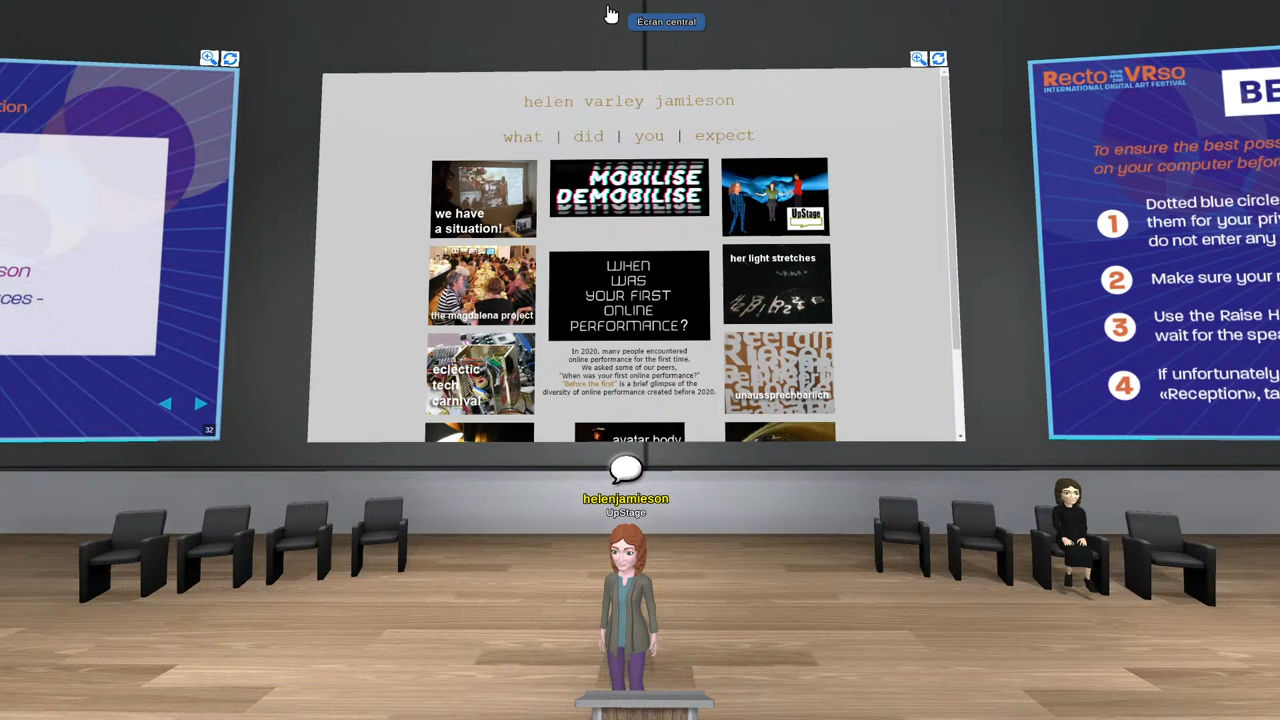 Écran central
tion
son
ces -
32
helen varley jamieson
what | did | you | expect
we have
a situation!
MOBILISE
DEMOBILISE
UpStage
the magdalena project
WHEN
WAS
YOUR FIRST
ONLINE
PERFORMANCE?
her light stretches
eclectic
tech
carnival
In 2020, many people encountered
online performance for the first time.
We asked some of our peers,
"When was your first online performance?"
"Before the first" is a brief glimpse of the
diversity of online performance created before 2020.
unaussprechbarlich
avatar body
Recto VRso
INTERNATIONAL DIGITAL ART FESTIVAL
BE
To ensure the best poss
on your computer before
1 Dotted blue circle
them for your priv
do not enter any
2 Make sure your m
3 Use the Raise H
wait for the spea
4 If unfortunately
«Reception», ta
helenjamieson
UpStage